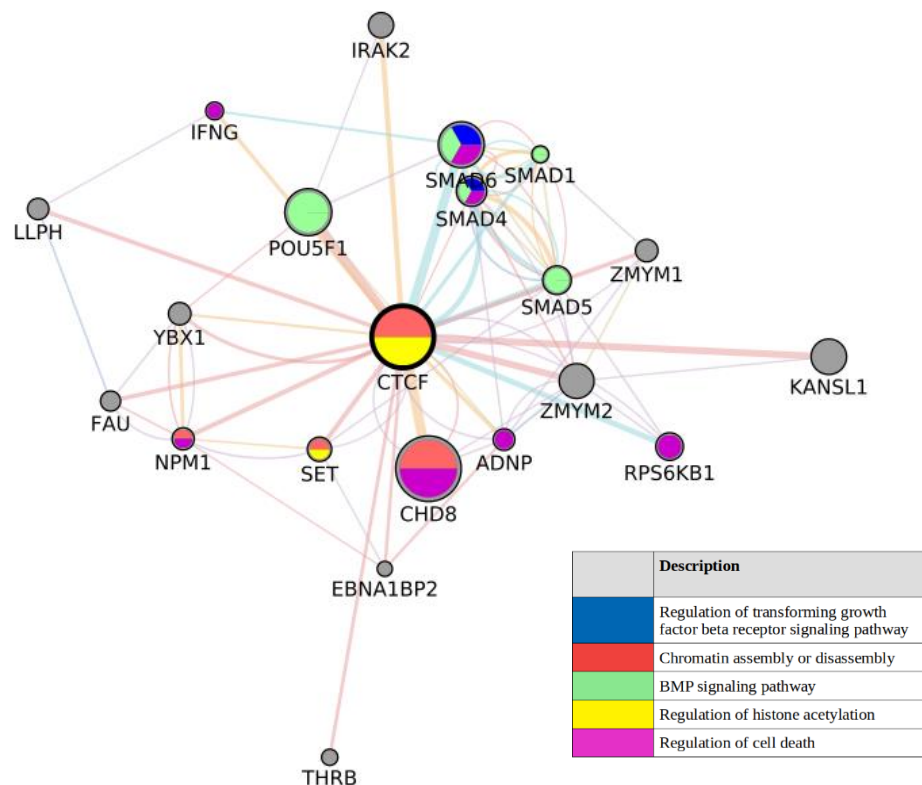 IRAK2
IFNG
SMAD6
SMAD1
SMAD4
LLPH
POU5F1
ZMYM1
SMAD5
YBX1
CTCF
KANSL1
ZMYM2
FAU
NPM1
SET
ADNP
RPS6KB1
CHD8
EBNA1BP2
THRB
Description
Regulation of transforming growth
factor beta receptor signaling pathway
Chromatin assembly or disassembly
BMP signaling pathway
Regulation of histone acetylation
Regulation of cell death